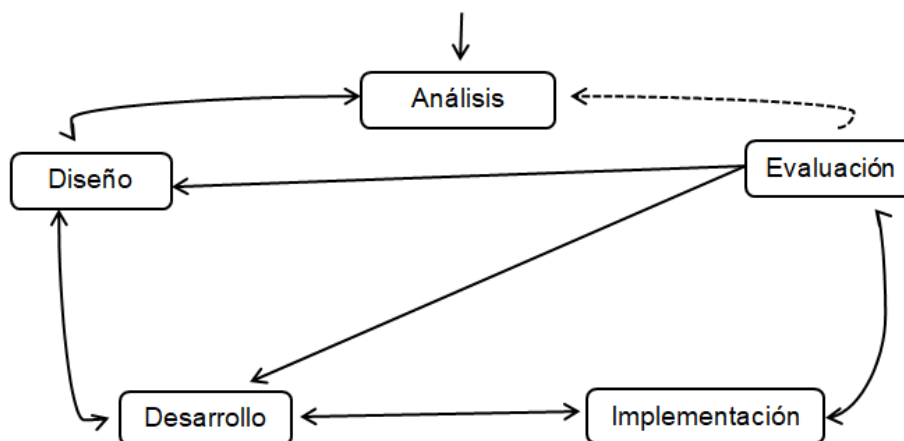 Análisis
Diseño
Evaluación
Desarrollo
Implementación